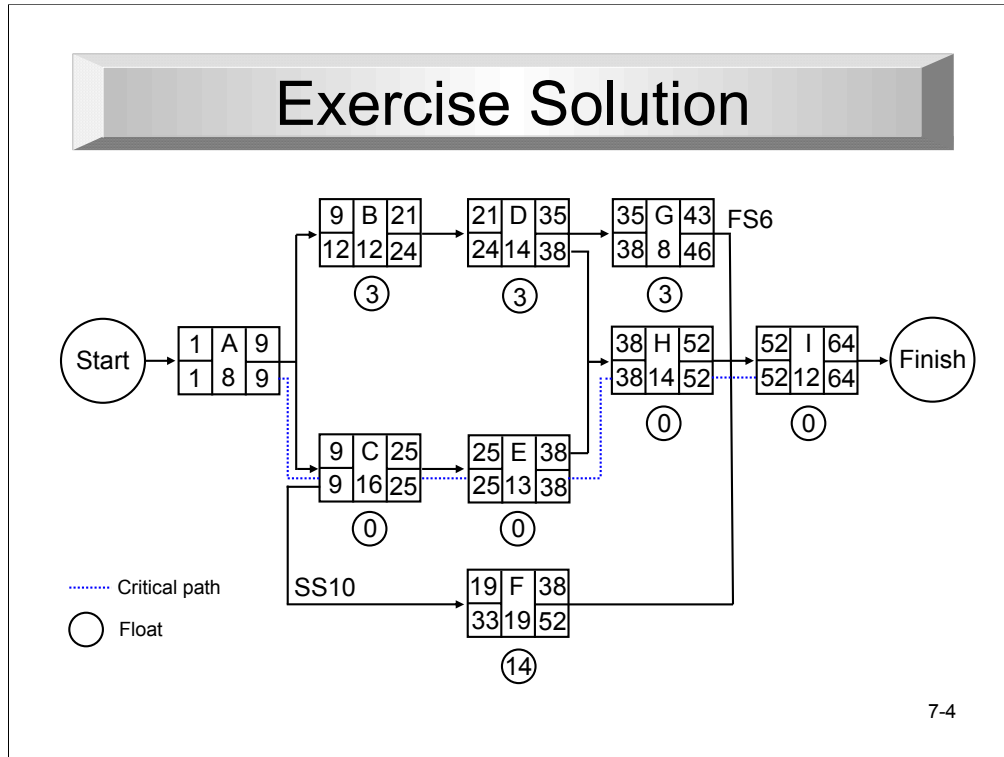 Exercise Solution
9 B 21
12 12 24
3
21 D 35
24 14 38
3
35 G 43
38 8 46
3
FS6
Start
1 A 9
1 8 9
38 H 52
38 14 52
0
52 I 64
52 12 64
0
Finish
9 C 25
9 16 25
0
25 E 38
25 13 38
0
SS10
19 F 38
33 19 52
14
Critical path
Float
7-4